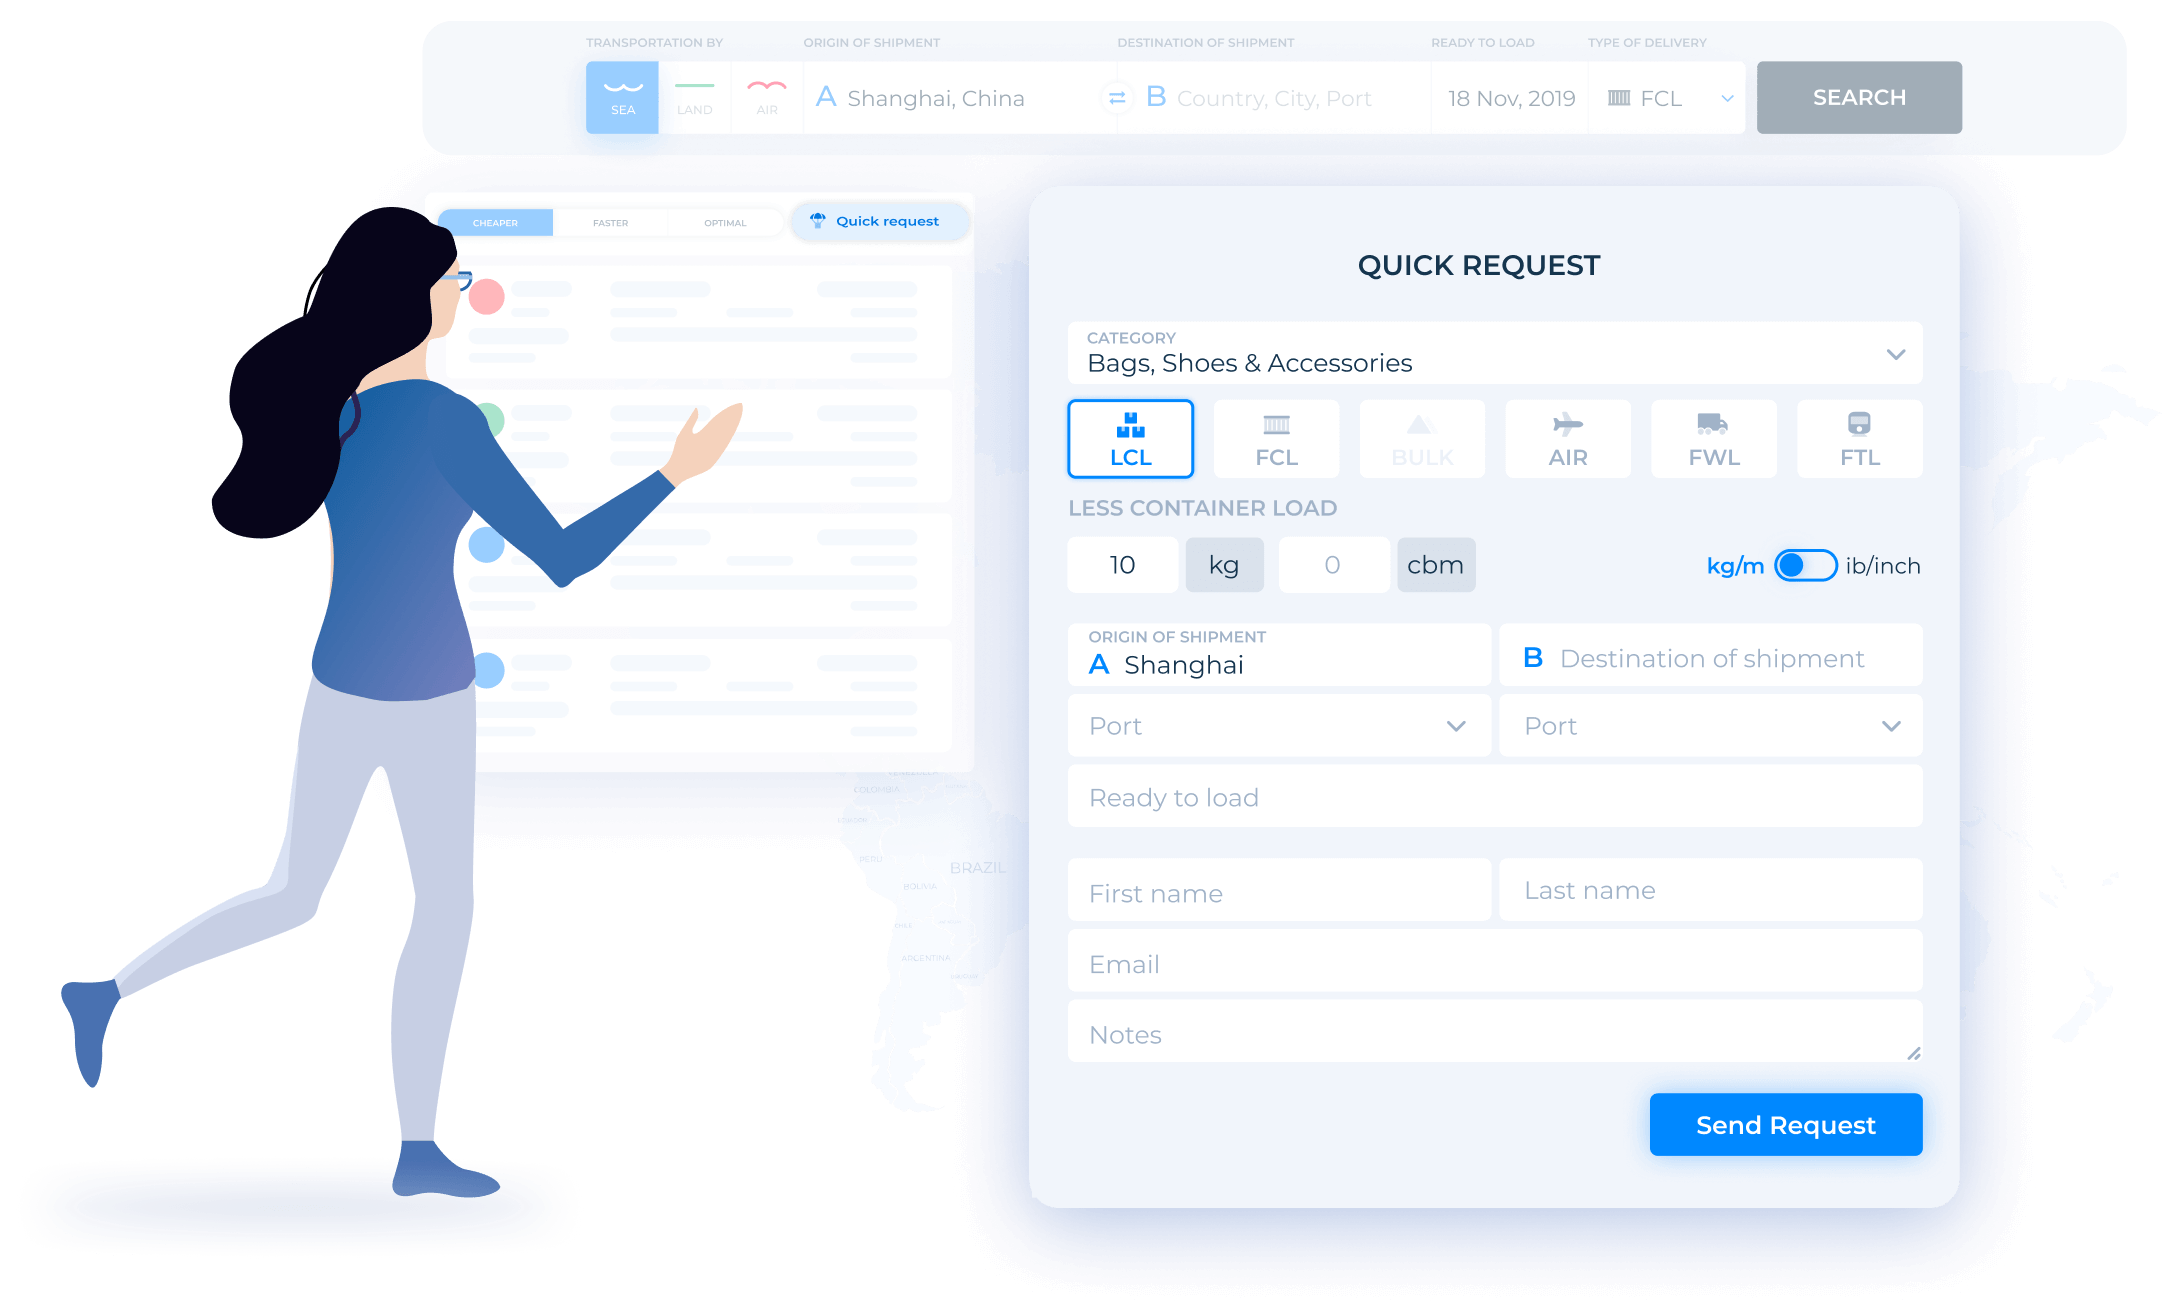 TRANSPORTATION BY ORIGIN OF SHIPMENT DESTINATION OF SHIPMENT READY TO LOAD TYPE OF DELIVERY
SEA LAND AIR A Shanghai, China B Country, City, Port 18 Nov, 2019 FCL SEARCH
CHEAPER FASTER OPTIMAL Quick request
QUICK REQUEST
CATEGORY
Bags, Shoes & Accessories
LCL FCL BULK AIR FWL FTL
LESS CONTAINER LOAD
10 kg 0 cbm kg/m ib/inch
ORIGIN OF SHIPMENT
A Shanghai B Destination of shipment
Port Port
Ready to load
First name Last name
Email
Notes
Send Request
VENEZUELA
COLOMBIA
PERU
BRAZIL
BOLIVIA
CHILE
ARGENTINA